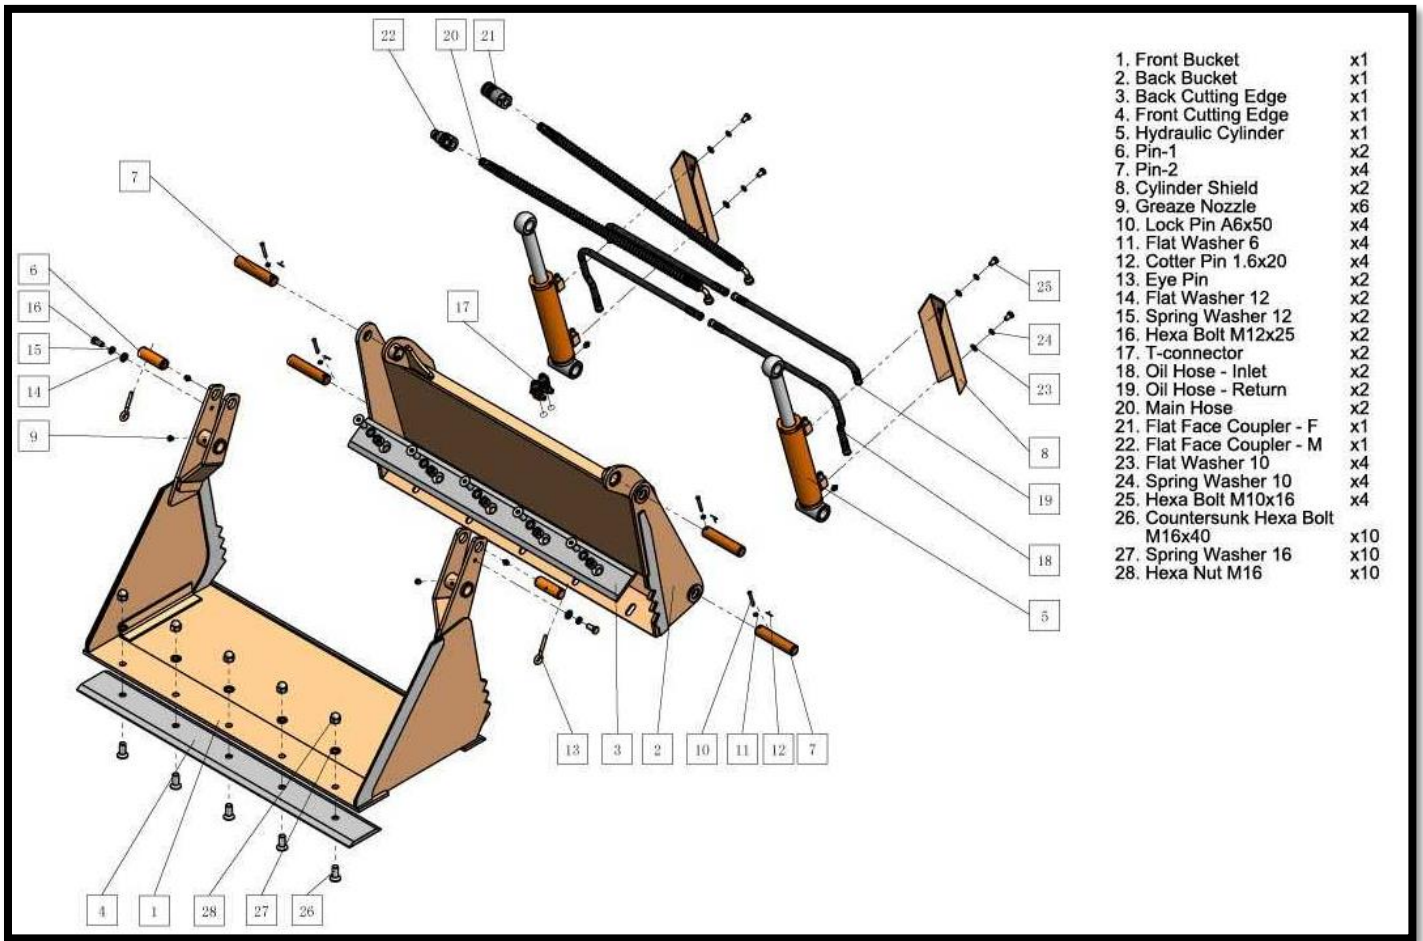 22
20
21
7
6
16
15
14
9
17
25
24
23
8
19
18
5
13
3
2
10
11
12
7
4
1
28
27
26
1. Front Bucket x1
2. Back Bucket x1
3. Back Cutting Edge x1
4. Front Cutting Edge x1
5. Hydraulic Cylinder x1
6. Pin-1 x2
7. Pin-2 x4
8. Cylinder Shield x2
9. Greaze Nozzle x6
10. Lock Pin A6x50 x4
11. Flat Washer 6 x4
12. Cotter Pin 1.6x20 x4
13. Eye Pin x2
14. Flat Washer 12 x2
15. Spring Washer 12 x2
16. Hexa Bolt M12x25 x2
17. T-connector x2
18. Oil Hose - Inlet x2
19. Oil Hose - Return x2
20. Main Hose x2
21. Flat Face Coupler - F x1
22. Flat Face Coupler - M x1
23. Flat Washer 10 x4
24. Spring Washer 10 x4
25. Hexa Bolt M10x16 x4
26. Countersunk Hexa Bolt
M16x40 x10
27. Spring Washer 16 x10
28. Hexa Nut M16 x10